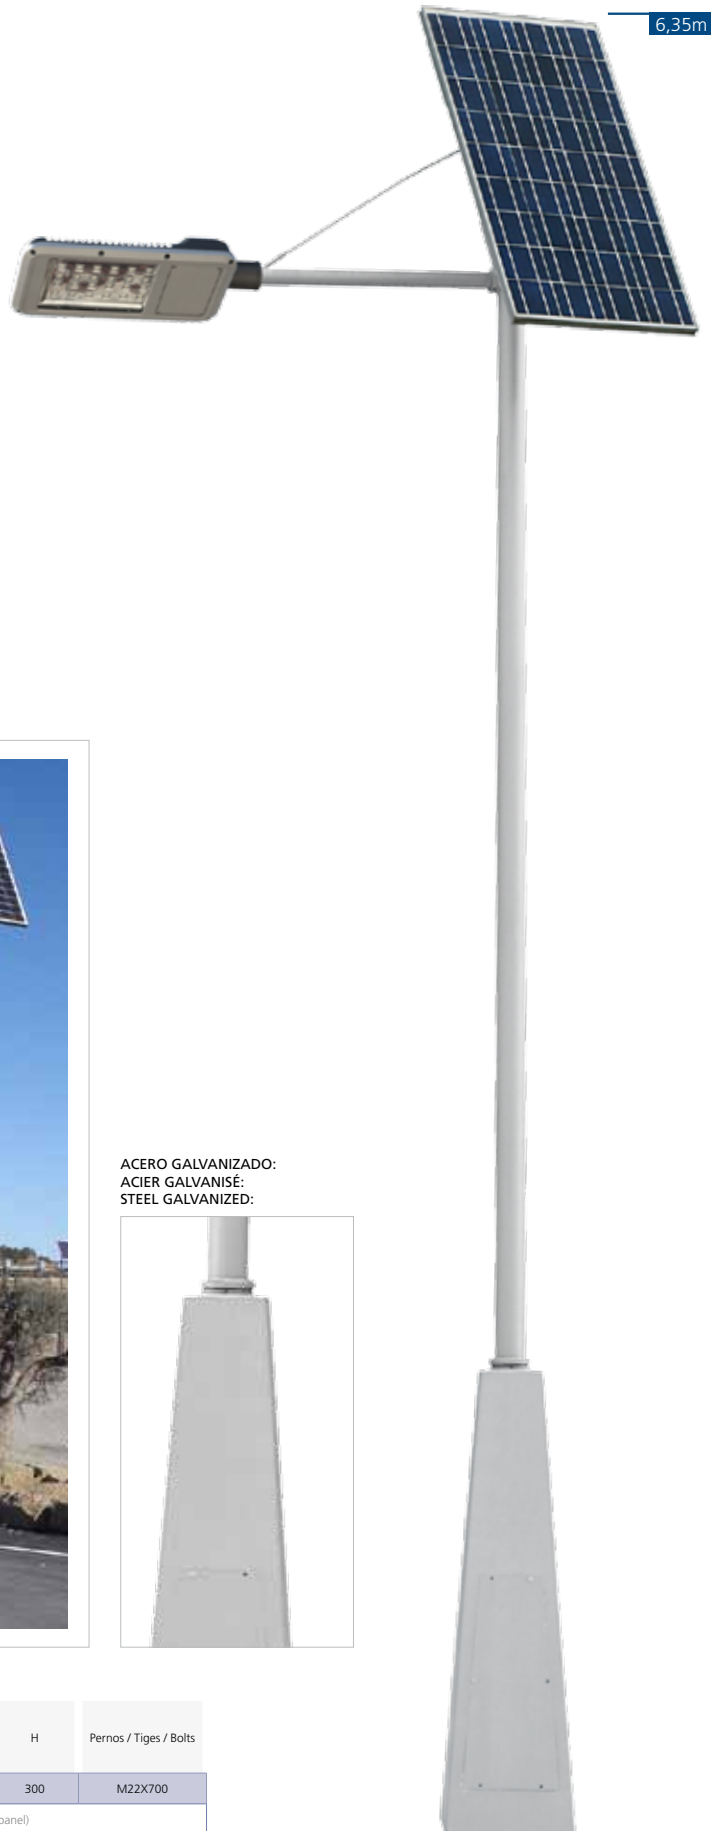 6,35m
ACERO GALVANIZADO:
ACIER GALVANISÉ:
STEEL GALVANIZED:
H Pernos / Tiges / Bolts
300 M22X700
panel)